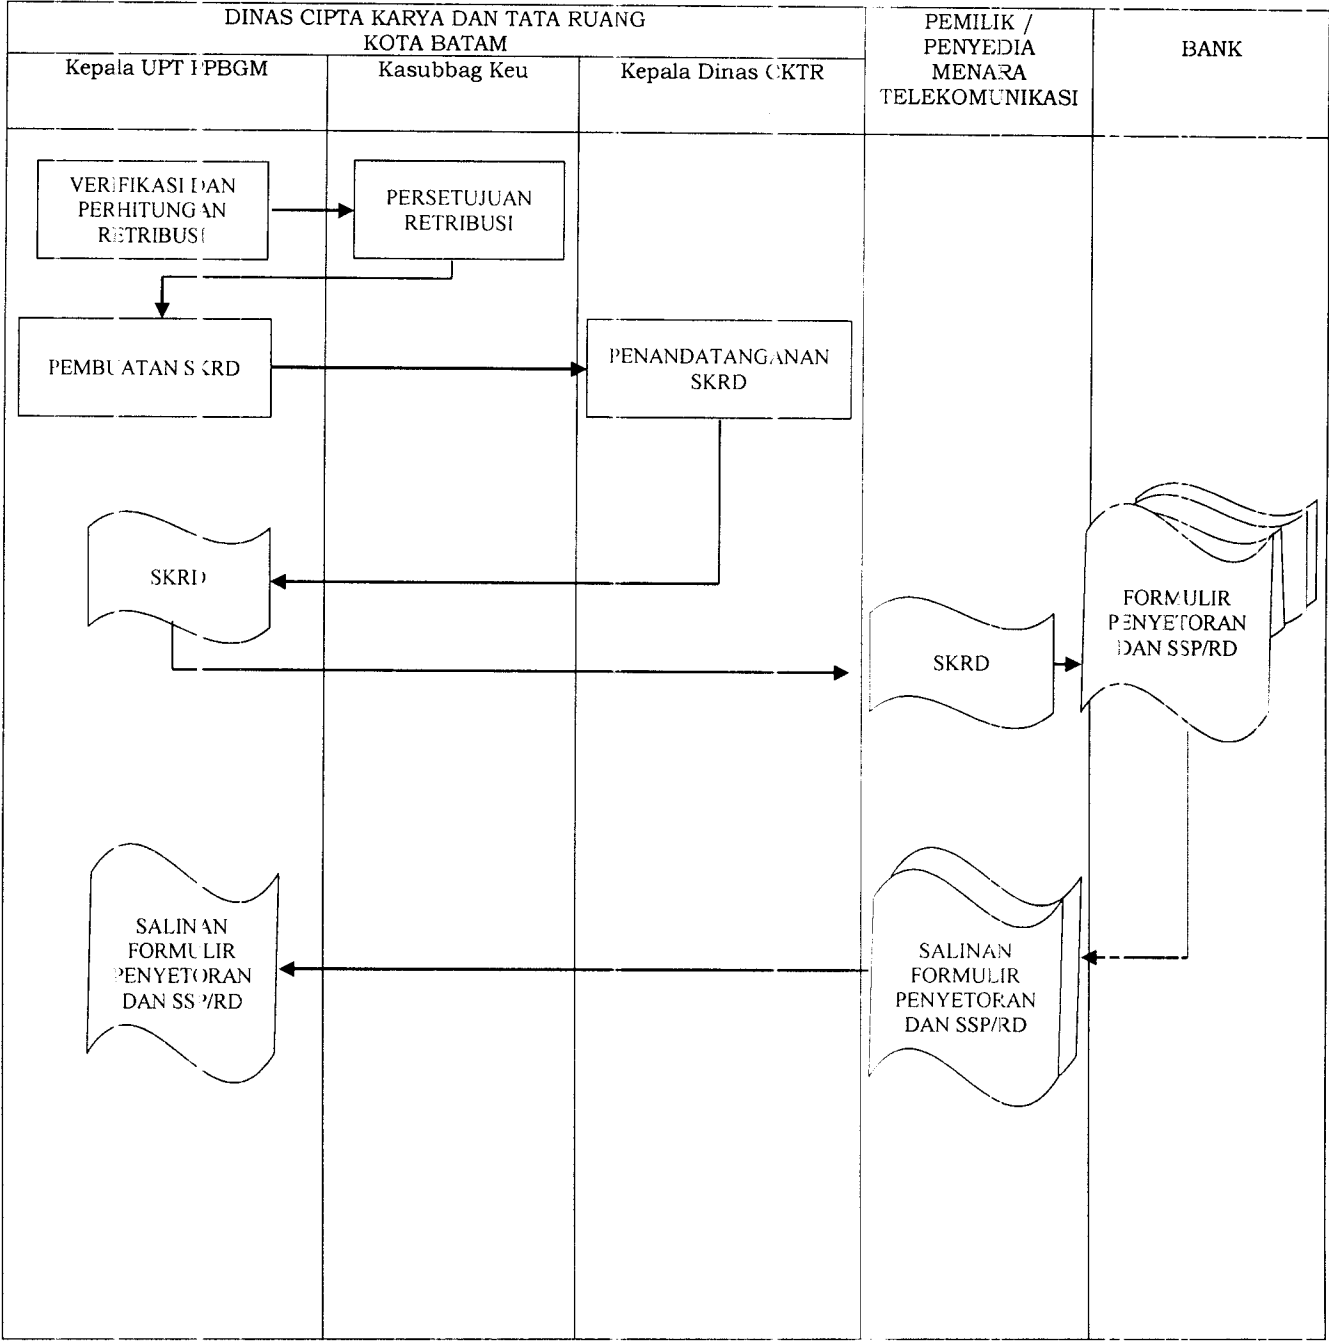 DINAS CIPTA KARYA DAN TATA RUANG
KOTA BATAM
PEMILIK /
PENYEDIA
MENARA
TELEKOMUNIKASI
BANK
Kepala UPT PPBGM
Kasubbag Keu
Kepala Dinas CKTR
VERIFIKASI DAN
PERHITUNGAN
RETRIBUSI
PERSETUJUAN
RETRIBUSI
PEMBUATAN SKRD
PENANDATANGANAN
SKRD
SKRD
SKRD
FORMULIR
PENYETORAN
DAN SSP/RD
SALINAN
FORMULIR
PENYETORAN
DAN SSP/RD
SALINAN
FORMULIR
PENYETORAN
DAN SSP/RD